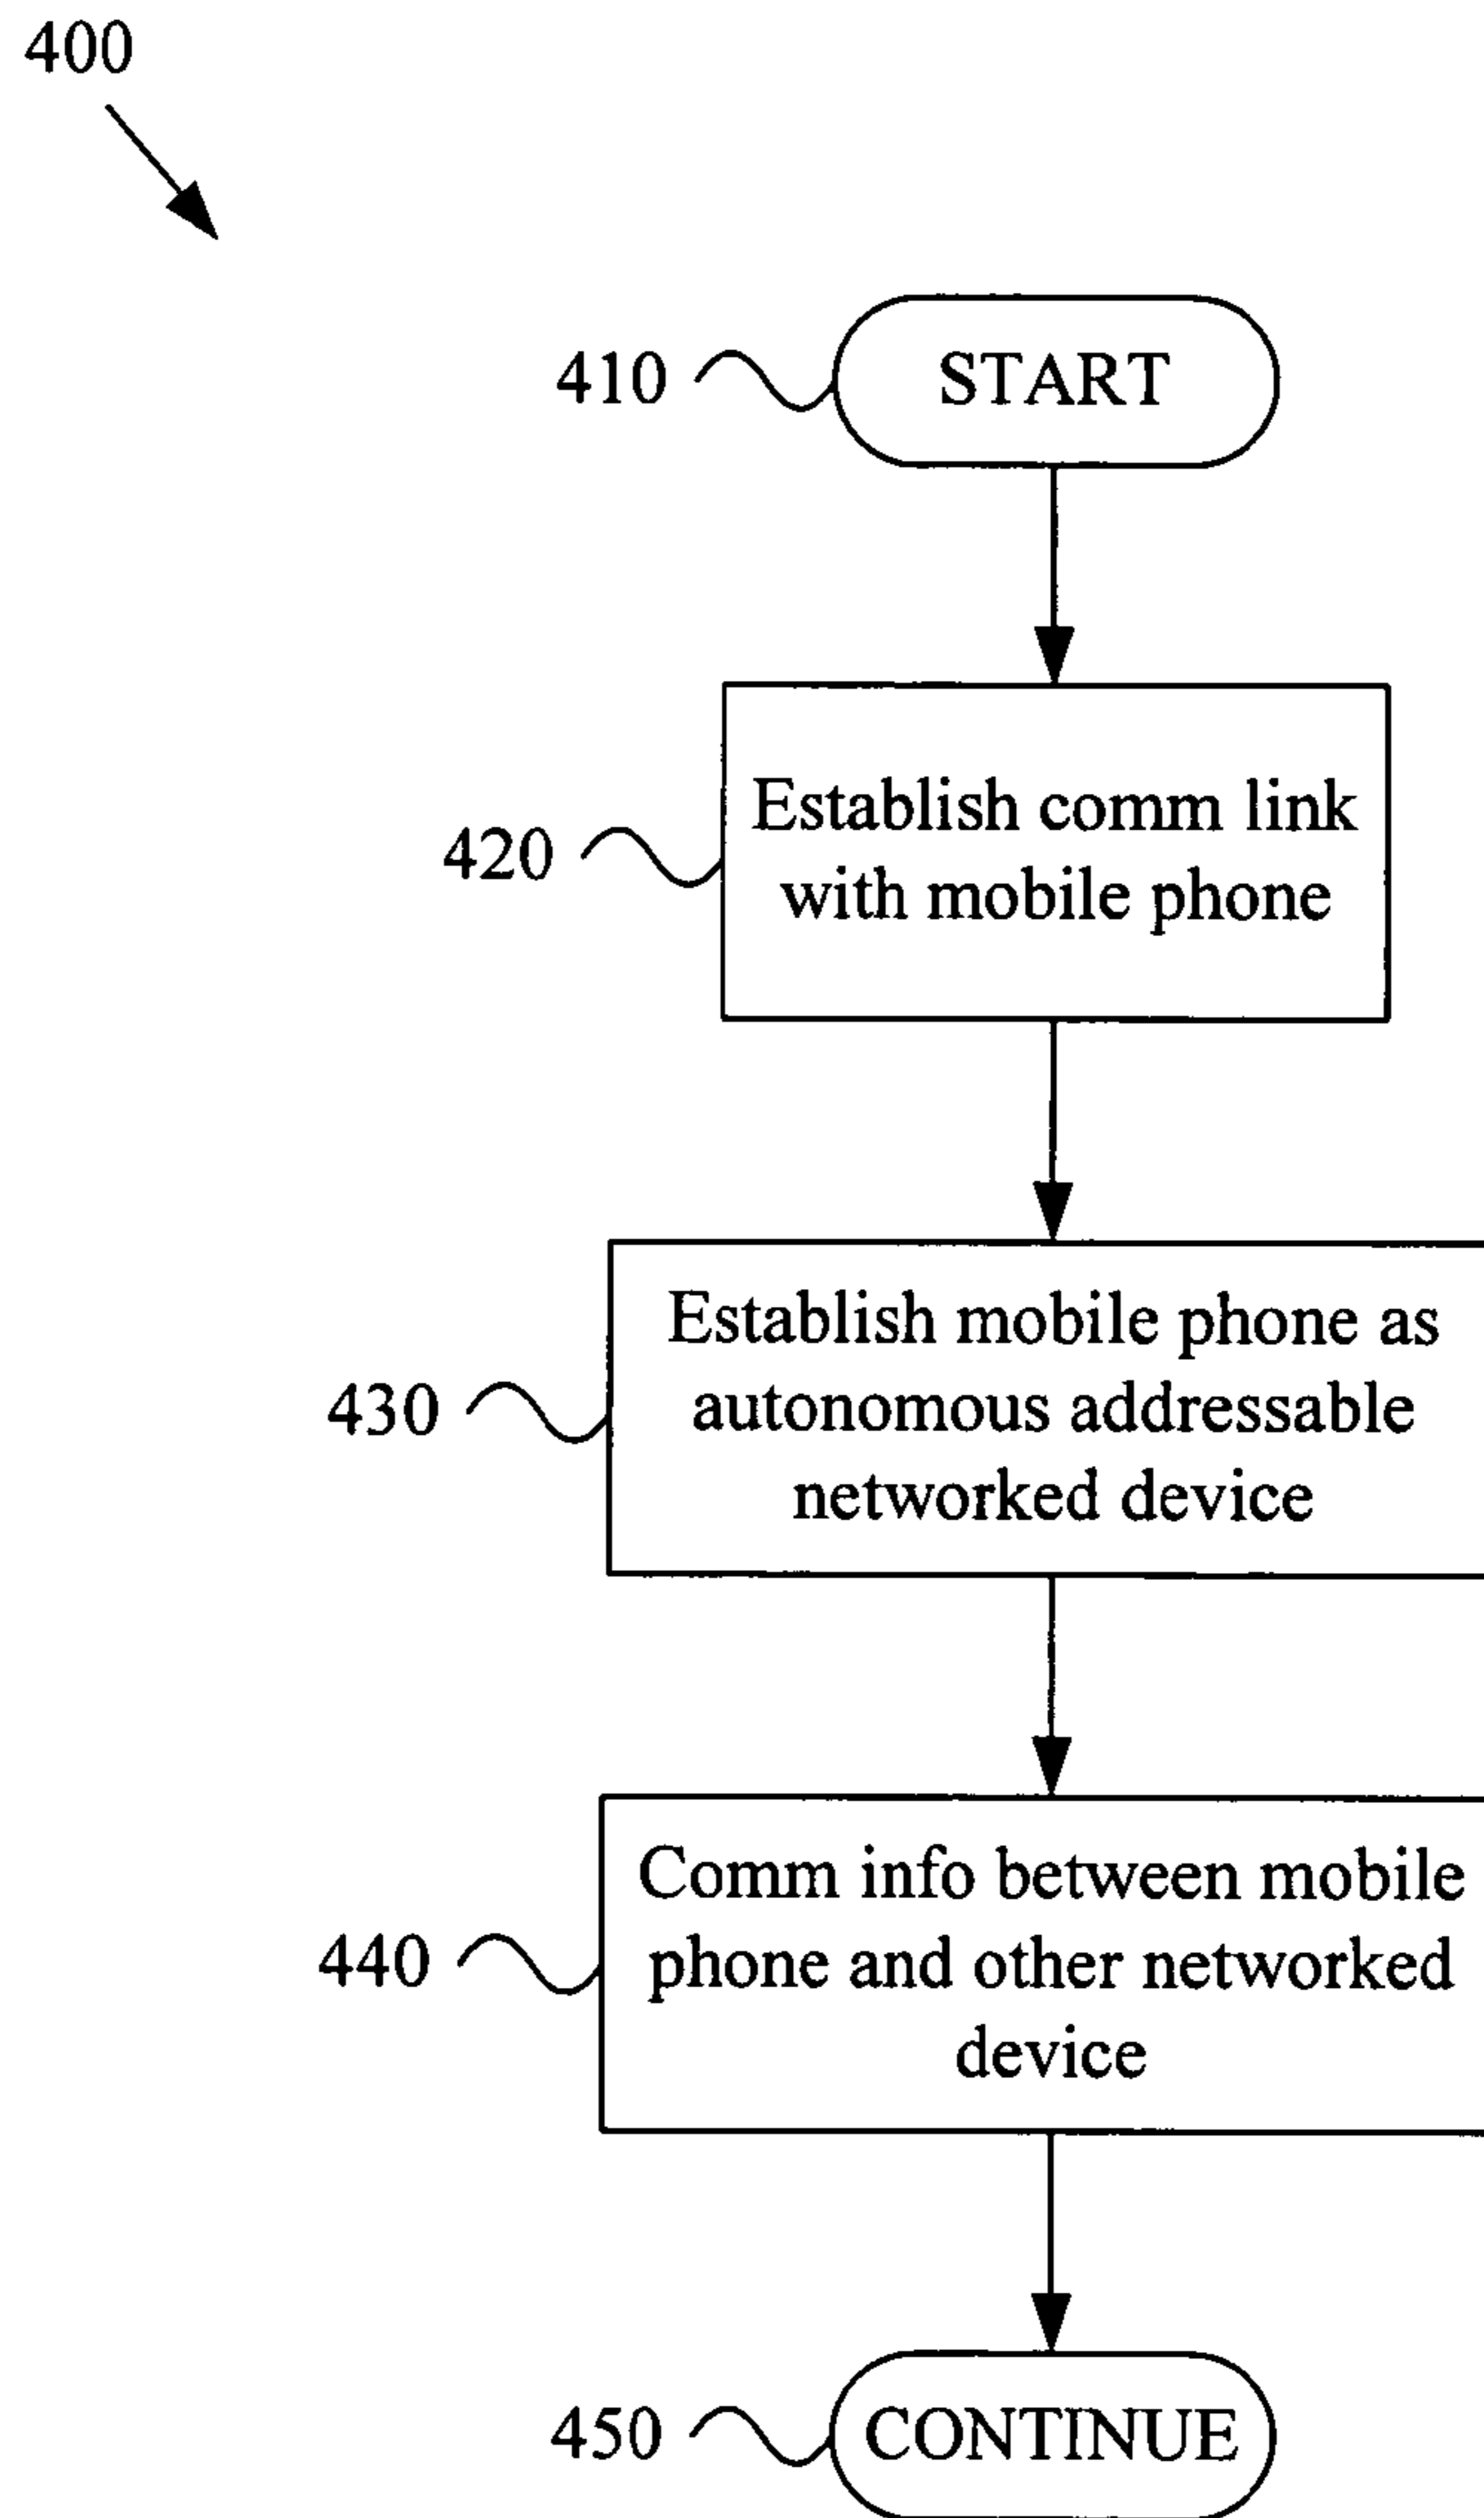 400
410
START
420
Establish comm link
with mobile phone
430
Establish mobile phone as
autonomous addressable
networked device
440
Comm info between mobile
phone and other networked
device
450
CONTINUE